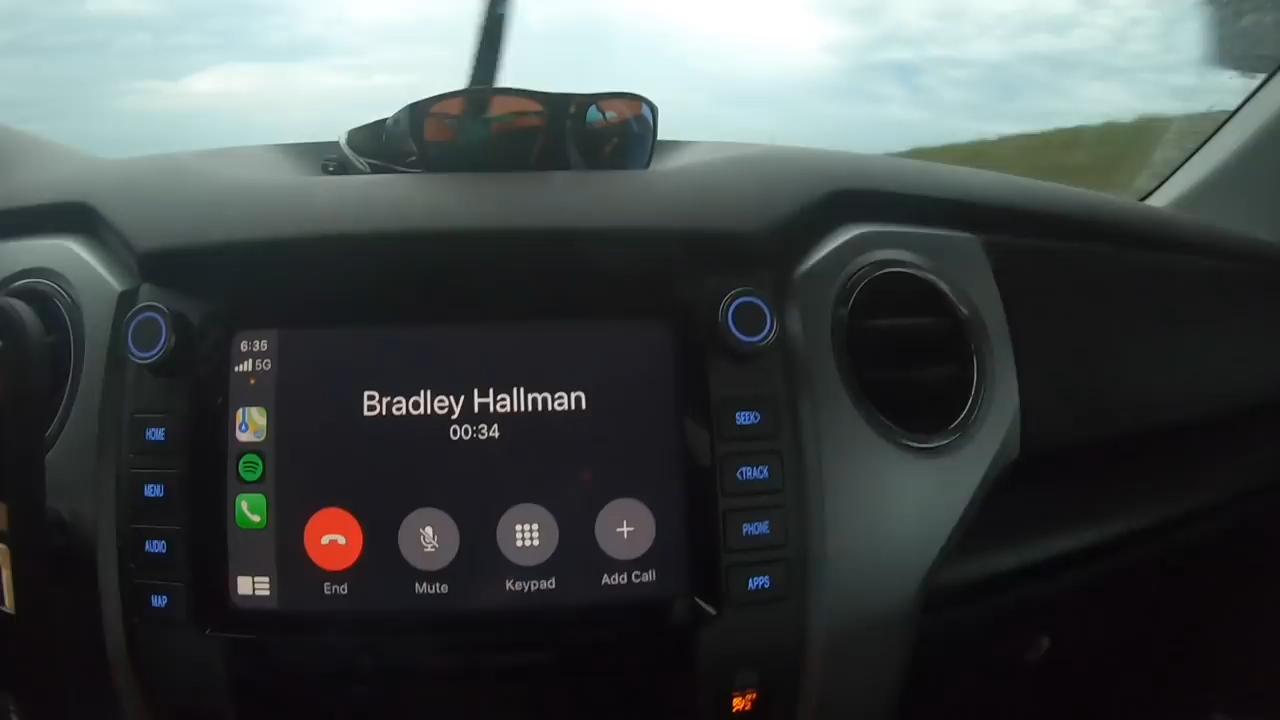 6:35
5G
Bradley Hallman
00:34
End
Mute
Keypad
Add Call
HOME
MENU
AUDIO
MAP
SEEK>
<TRACK
PHONE
APPS